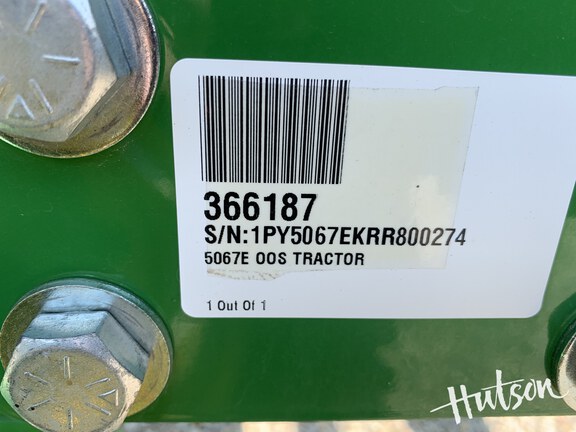 366187
S/N:1PY5067EKRR800274
5067E OOS TRACTOR
1 Out Of 1
Hutson